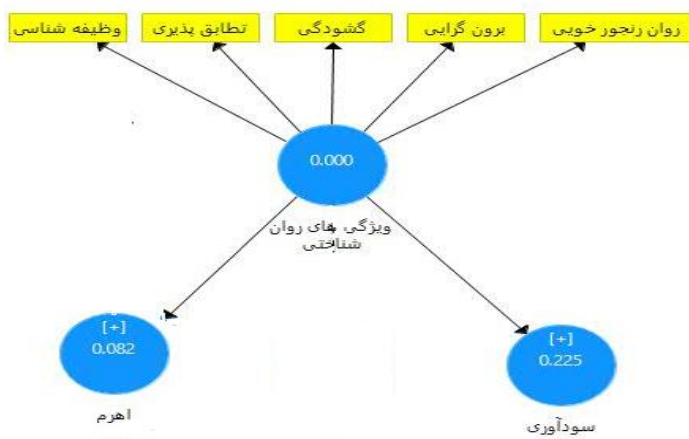 روان رنجور خویی
برون گرایی
گشودگی
تطابق پذیری
وظیفه شناسی
0.000
ویژگی های روان
شناختی
[+]
0.225
سودآوری
[+]
0.082
اهرم